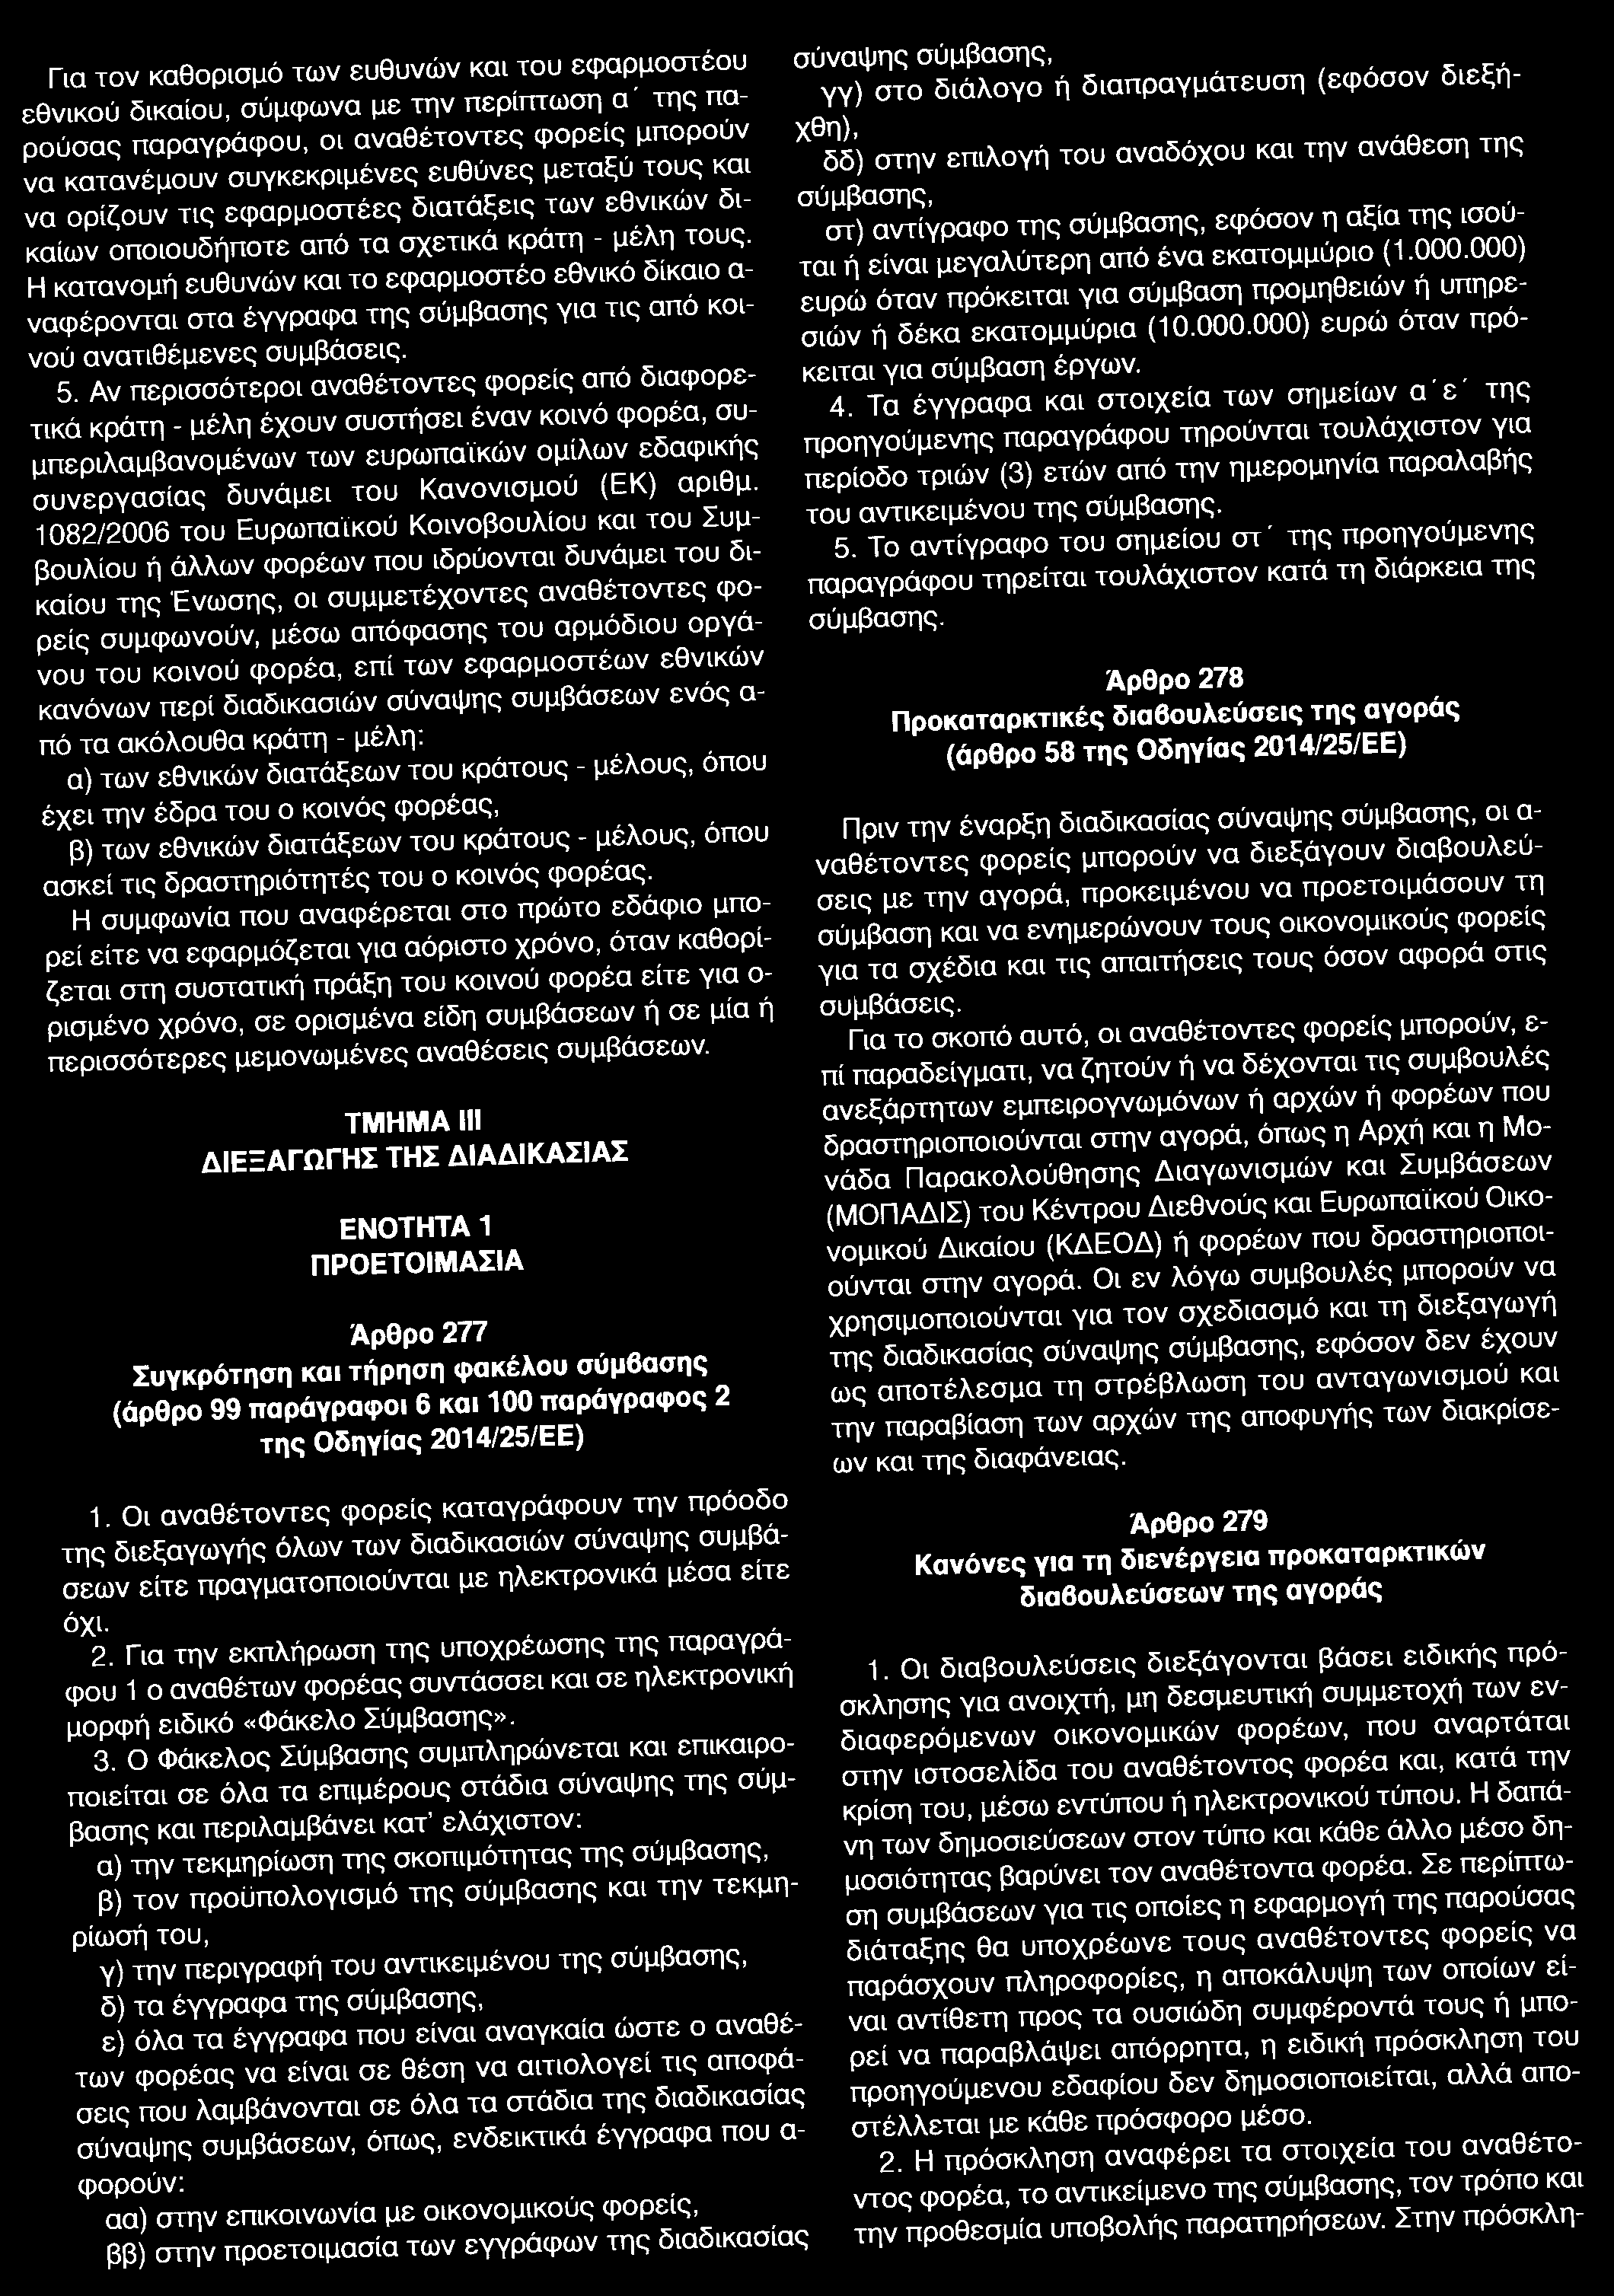 Για τον καθορισμό των ευθυνών και του εφαρμοστέου
εθνικού δικαίου, σύμφωνα με την περίπτωση α΄ της πα-
ρούσας παραγράφου, οι αναθέτοντες φορείς μπορούν
να κατανέμουν συγκεκριμένες ευθύνες μεταξύ τους και
να ορίζουν τις εφαρμοστέες διατάξεις των εθνικών δι-
καίων οποιουδήποτε από τα σχετικά κράτη - μέλη τους.
Η κατανομή ευθυνών και το εφαρμοστέο εθνικό δίκαιο α-
ναφέρονται στα έγγραφα της σύμβασης για τις από κοι-
νού ανατιθέμενες συμβάσεις.
5. Αν περισσότεροι αναθέτοντες φορείς από διαφορε-
τικά κράτη - μέλη έχουν συστήσει έναν κοινό φορέα, συ-
μπεριλαμβανομένων των ευρωπαϊκών ομίλων εδαφικής
συνεργασίας δυνάμει του Κανονισμού (ΕΚ) αριθμ.
1082/2006 του Ευρωπαϊκού Κοινοβουλίου και του Συμ-
βουλίου ή άλλων φορέων που ιδρύονται δυνάμει του δι-
καίου της Ένωσης, οι συμμετέχοντες αναθέτοντες φο-
ρείς συμφωνούν, μέσω απόφασης του αρμόδιου οργά-
νου του κοινού φορέα, επί των εφαρμοστέων εθνικών
κανόνων περί διαδικασιών σύναψης συμβάσεων ενός α-
πό τα ακόλουθα κράτη - μέλη:
α) των εθνικών διατάξεων του κράτους - μέλους, όπου
έχει την έδρα του ο κοινός φορέας,
β) των εθνικών διατάξεων του κράτους - μέλους, όπου
ασκεί τις δραστηριότητές του ο κοινός φορέας.
Η συμφωνία που αναφέρεται στο πρώτο εδάφιο μπο-
ρεί είτε να εφαρμόζεται για αόριστο χρόνο, όταν καθορί-
ζεται στη συστατική πράξη του κοινού φορέα είτε για ο-
ρισμένο χρόνο, σε ορισμένα είδη συμβάσεων ή σε μία ή
περισσότερες μεμονωμένες αναθέσεις συμβάσεων.
ΤΜΗΜΑ ΙΙΙ
ΔΙΕΞΑΓΩΓΗΣ ΤΗΣ ΔΙΑΔΙΚΑΣΙΑΣ
ΕΝΟΤΗΤΑ 1
ΠΡΟΕΤΟΙΜΑΣΙΑ
Άρθρο 277
Συγκρότηση και τήρηση φακέλου σύμβασης
(άρθρο 99 παράγραφοι 6 και 100 παράγραφος 2
της Οδηγίας 2014/25/ΕΕ)
1. Οι αναθέτοντες φορείς καταγράφουν την πρόοδο
της διεξαγωγής όλων των διαδικασιών σύναψης συμβά-
σεων είτε πραγματοποιούνται με ηλεκτρονικά μέσα είτε
όχι.
2. Για την εκπλήρωση της υποχρέωσης της παραγρά-
φου 1 ο αναθέτων φορέας συντάσσει και σε ηλεκτρονική
μορφή ειδικό «Φάκελο Σύμβασης».
3. Ο Φάκελος Σύμβασης συμπληρώνεται και επικαιρο-
ποιείται σε όλα τα επιμέρους στάδια σύναψης της σύμ-
βασης και περιλαμβάνει κατ’ ελάχιστον:
α) την τεκμηρίωση της σκοπιμότητας της σύμβασης,
β) τον προϋπολογισμό της σύμβασης και την τεκμη-
ρίωσή του,
γ) την περιγραφή του αντικειμένου της σύμβασης,
δ) τα έγγραφα της σύμβασης,
ε) όλα τα έγγραφα που είναι αναγκαία ώστε ο αναθέ-
των φορέας να είναι σε θέση να αιτιολογεί τις αποφά-
σεις που λαμβάνονται σε όλα τα στάδια της διαδικασίας
σύναψης συμβάσεων, όπως, ενδεικτικά έγγραφα που α-
φορούν:
αα) στην επικοινωνία με οικονομικούς φορείς,
ββ) στην προετοιμασία των εγγράφων της διαδικασίας
σύναψης σύμβασης,
γγ) στο διάλογο ή διαπραγμάτευση (εφόσον διεξή-
χθη),
δδ) στην επιλογή του αναδόχου και την ανάθεση της
σύμβασης,
στ) αντίγραφο της σύμβασης, εφόσον η αξία της ισού-
ται ή είναι μεγαλύτερη από ένα εκατομμύριο (1.000.000)
ευρώ όταν πρόκειται για σύμβαση προμηθειών ή υπηρε-
σιών ή δέκα εκατομμύρια (10.000.000) ευρώ όταν πρό-
κειται για σύμβαση έργων.
4. Τα έγγραφα και στοιχεία των σημείων α΄ε΄ της
προηγούμενης παραγράφου τηρούνται τουλάχιστον για
περίοδο τριών (3) ετών από την ημερομηνία παραλαβής
του αντικειμένου της σύμβασης.
5. Το αντίγραφο του σημείου στ΄ της προηγούμενης
παραγράφου τηρείται τουλάχιστον κατά τη διάρκεια της
σύμβασης.
Άρθρο 278
Προκαταρκτικές διαβουλεύσεις της αγοράς
(άρθρο 58 της Οδηγίας 2014/25/ΕΕ)
Πριν την έναρξη διαδικασίας σύναψης σύμβασης, οι α-
ναθέτοντες φορείς μπορούν να διεξάγουν διαβουλεύ-
σεις με την αγορά, προκειμένου να προετοιμάσουν τη
σύμβαση και να ενημερώνουν τους οικονομικούς φορείς
για τα σχέδια και τις απαιτήσεις τους όσον αφορά στις
συμβάσεις.
Για το σκοπό αυτό, οι αναθέτοντες φορείς μπορούν, ε-
πί παραδείγματι, να ζητούν ή να δέχονται τις συμβουλές
ανεξάρτητων εμπειρογνωμόνων ή αρχών ή φορέων που
δραστηριοποιούνται στην αγορά, όπως η Αρχή και η Μο-
νάδα Παρακολούθησης Διαγωνισμών και Συμβάσεων
(ΜΟΠΑΔΙΣ) του Κέντρου Διεθνούς και Ευρωπαϊκού Οικο-
νομικού Δικαίου (ΚΔΕΟΔ) ή φορέων που δραστηριοποι-
ούνται στην αγορά. Οι εν λόγω συμβουλές μπορούν να
χρησιμοποιούνται για τον σχεδιασμό και τη διεξαγωγή
της διαδικασίας σύναψης σύμβασης, εφόσον δεν έχουν
ως αποτέλεσμα τη στρέβλωση του ανταγωνισμού και
την παραβίαση των αρχών της αποφυγής των διακρίσε-
ων και της διαφάνειας.
Άρθρο 279
Κανόνες για τη διενέργεια προκαταρκτικών
διαβουλεύσεων της αγοράς
1. Οι διαβουλεύσεις διεξάγονται βάσει ειδικής πρό-
σκλησης για ανοιχτή, μη δεσμευτική συμμετοχή των εν-
διαφερόμενων οικονομικών φορέων, που αναρτάται
στην ιστοσελίδα του αναθέτοντος φορέα και, κατά την
κρίση του, μέσω εντύπου ή ηλεκτρονικού τύπου. Η δαπά-
νη των δημοσιεύσεων στον τύπο και κάθε άλλο μέσο δη-
μοσιότητας βαρύνει τον αναθέτοντα φορέα. Σε περίπτω-
ση συμβάσεων για τις οποίες η εφαρμογή της παρούσας
διάταξης θα υποχρέωνε τους αναθέτοντες φορείς να
παράσχουν πληροφορίες, η αποκάλυψη των οποίων εί-
ναι αντίθετη προς τα ουσιώδη συμφέροντά τους ή μπο-
ρεί να παραβλάψει απόρρητα, η ειδική πρόσκληση του
προηγούμενου εδαφίου δεν δημοσιοποιείται, αλλά απο-
στέλλεται με κάθε πρόσφορο μέσο.
2. Η πρόσκληση αναφέρει τα στοιχεία του αναθέτο-
ντος φορέα, το αντικείμενο της σύμβασης, τον τρόπο και
την προθεσμία υποβολής παρατηρήσεων. Στην πρόσκλη-